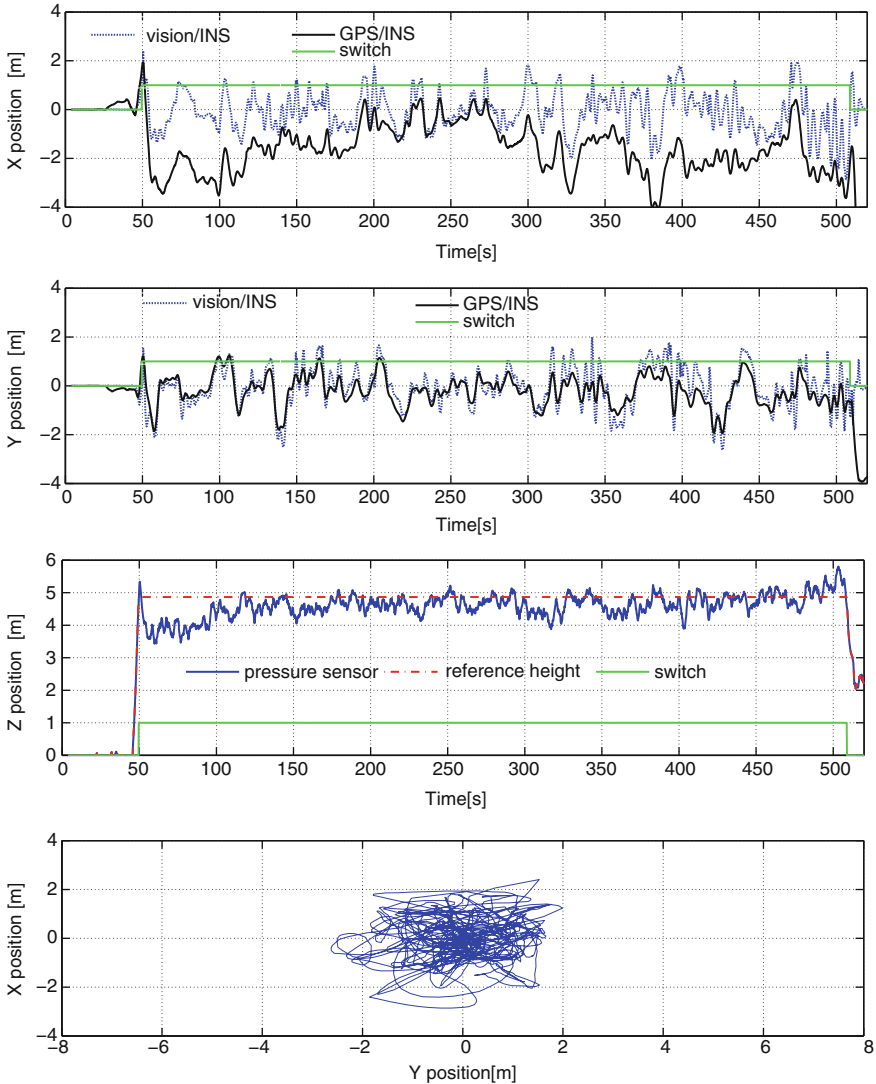 vision/INS GPS/INS
switch
X position [m]
4
2
0
−2
−4
0 50 100 150 200 250 300 350 400 450 500
Time[s]
vision/INS GPS/INS
switch
Y position [m]
4
2
0
−2
−4
0 50 100 150 200 250 300 350 400 450 500
Time[s]
Z position [m]
6
5
4
3
2
1
0
pressure sensor reference height switch
0 50 100 150 200 250 300 350 400 450 500
Time[s]
X position [m]
4
2
0
−2
−4
−8 −6 −4 −2 0 2 4 6 8
Y position[m]